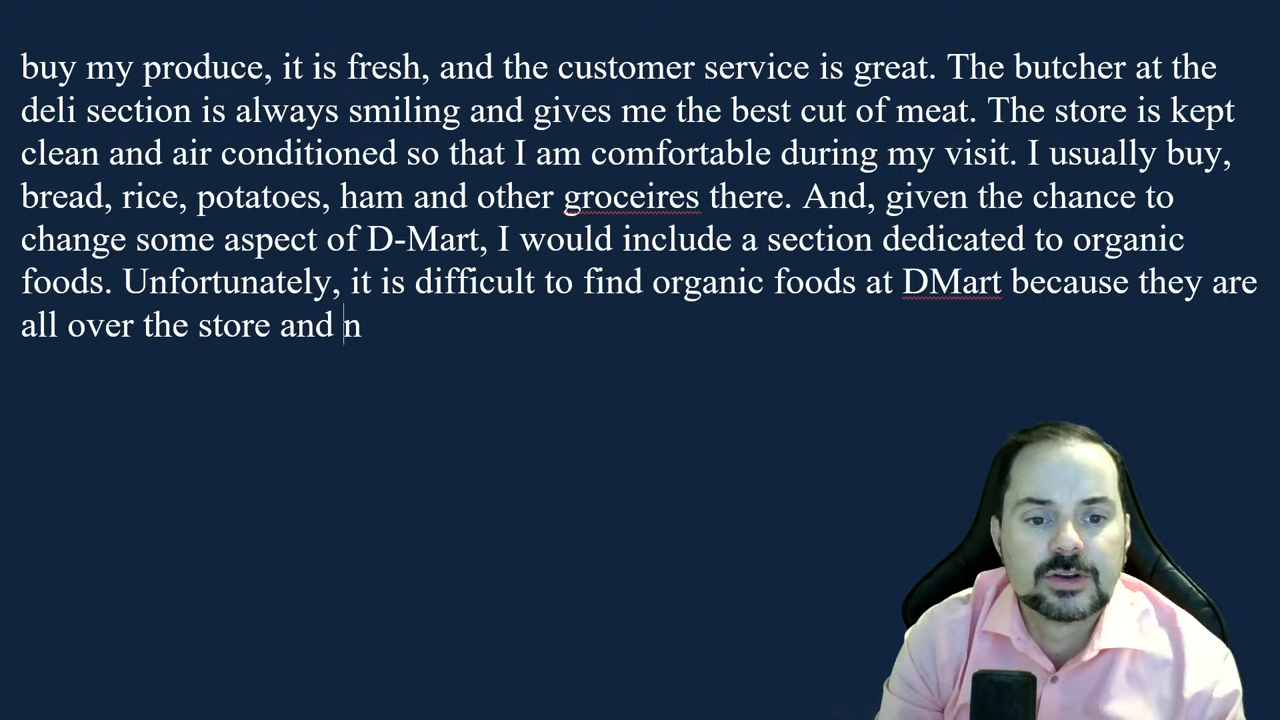 buy my produce, it is fresh, and the customer service is great. The butcher at the
deli section is always smiling and gives me the best cut of meat. The store is kept
clean and air conditioned so that I am comfortable during my visit. I usually buy,
bread, rice, potatoes, ham and other groceires there. And, given the chance to
change some aspect of D-Mart, I would include a section dedicated to organic
foods. Unfortunately, it is difficult to find organic foods at DMart because they are
all over the store and n